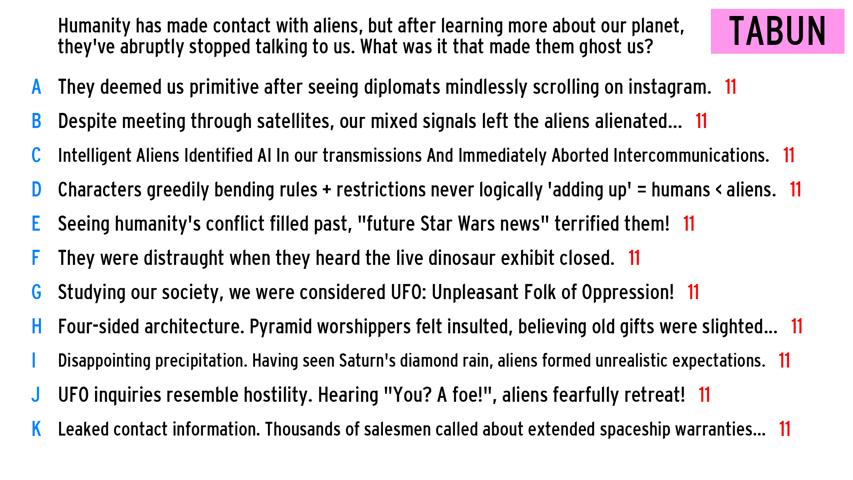 Humanity has made contact with aliens, but after learning more about our planet,
they've abruptly stopped talking to us. What was it that made them ghost us?
TABUN
A They deemed us primitive after seeing diplomats mindlessly scrolling on instagram. 11
B Despite meeting through satellites, our mixed signals left the aliens alienated... 11
C Intelligent Aliens Identified AI In our transmissions And Immediately Aborted Intercommunications. 11
D Characters greedily bending rules + restrictions never logically 'adding up' = humans < aliens. 11
E Seeing humanity's conflict filled past, "future Star Wars news" terrified them! 11
F They were distraught when they heard the live dinosaur exhibit closed. 11
G Studying our society, we were considered UFO: Unpleasant Folk of Oppression! 11
H Four-sided architecture. Pyramid worshippers felt insulted, believing old gifts were slighted... 11
I Disappointing precipitation. Having seen Saturn's diamond rain, aliens formed unrealistic expectations. 11
J UFO inquiries resemble hostility. Hearing "You? A foe!", aliens fearfully retreat! 11
K Leaked contact information. Thousands of salesmen called about extended spaceship warranties... 11